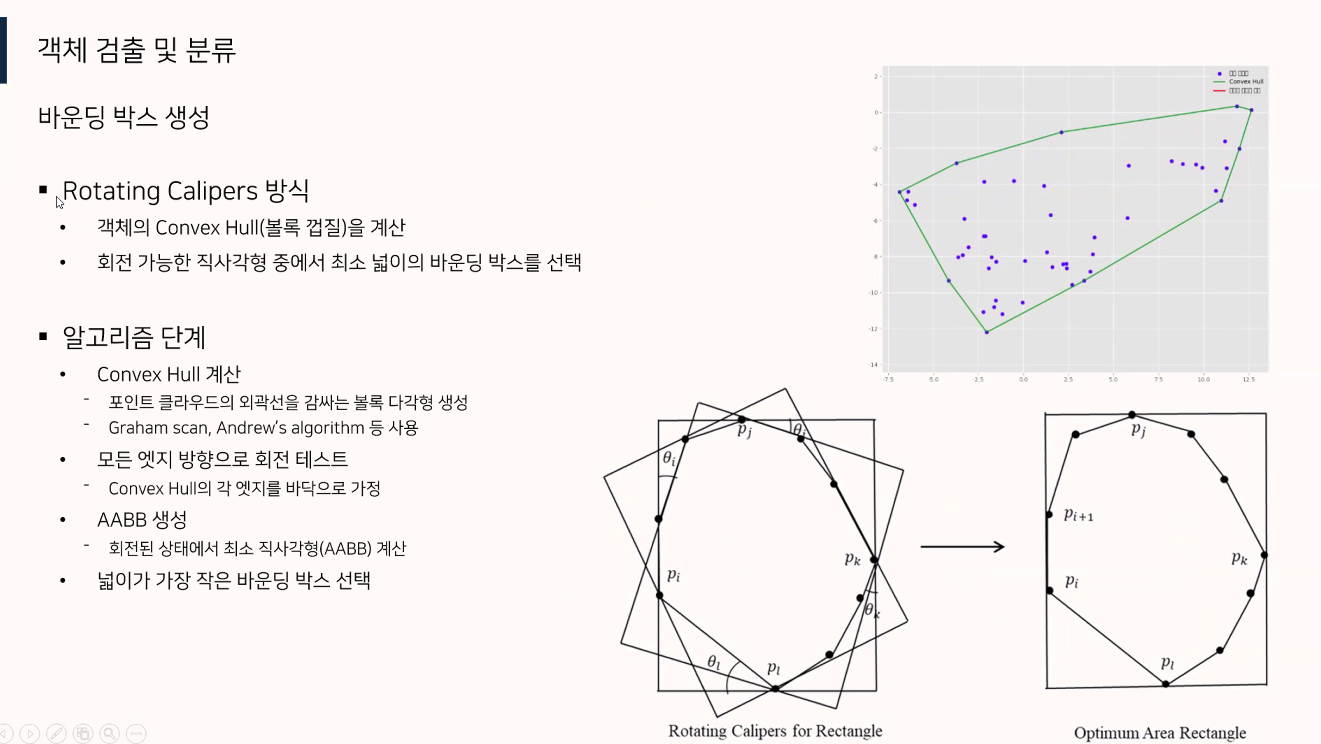 객체 검출 및 분류
바운딩 박스 생성
▪ Rotating Calipers 방식
• 객체의 Convex Hull(볼록 껍질)을 계산
• 회전 가능한 직사각형 중에서 최소 넓이의 바운딩 박스를 선택
▪ 알고리즘 단계
• Convex Hull 계산
- 포인트 클라우드의 외곽선을 감싸는 볼록 다각형 생성
- Graham scan, Andrew's algorithm 등 사용
• 모든 엣지 방향으로 회전 테스트
- Convex Hull의 각 엣지를 바닥으로 가정
• AABB 생성
- 회전된 상태에서 최소 직사각형(AABB) 계산
• 넓이가 가장 작은 바운딩 박스 선택
Convex Hull
2
0
-2
-4
-6
-8
-10
-12
-14
-7.5 5.0 -2.5 0.0 2.5 5.0 7.5 10.0 12.5
p_j θ_j
θ_i
p_k
p_i
θ_k
θ_l p_l
Rotating Calipers for Rectangle
p_j
p_{i+1}
p_k
p_i
p_l
Optimum Area Rectangle